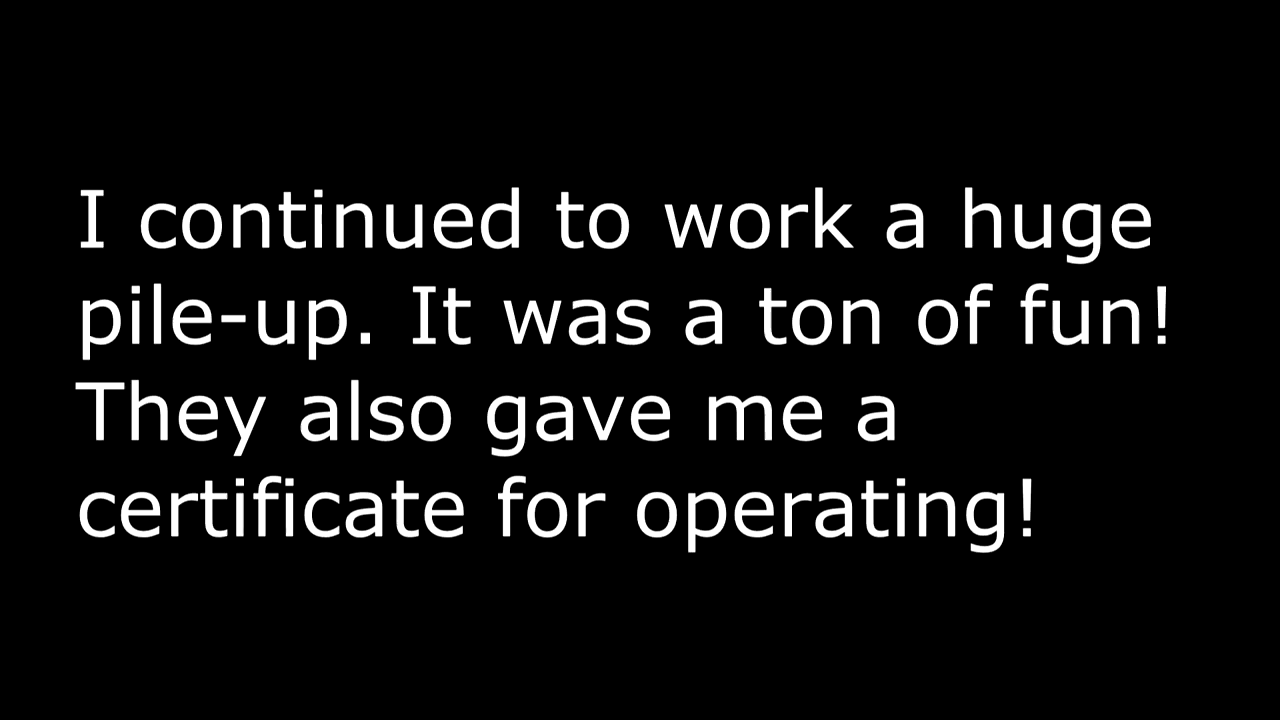 I continued to work a huge
pile-up. It was a ton of fun!
They also gave me a
certificate for operating!